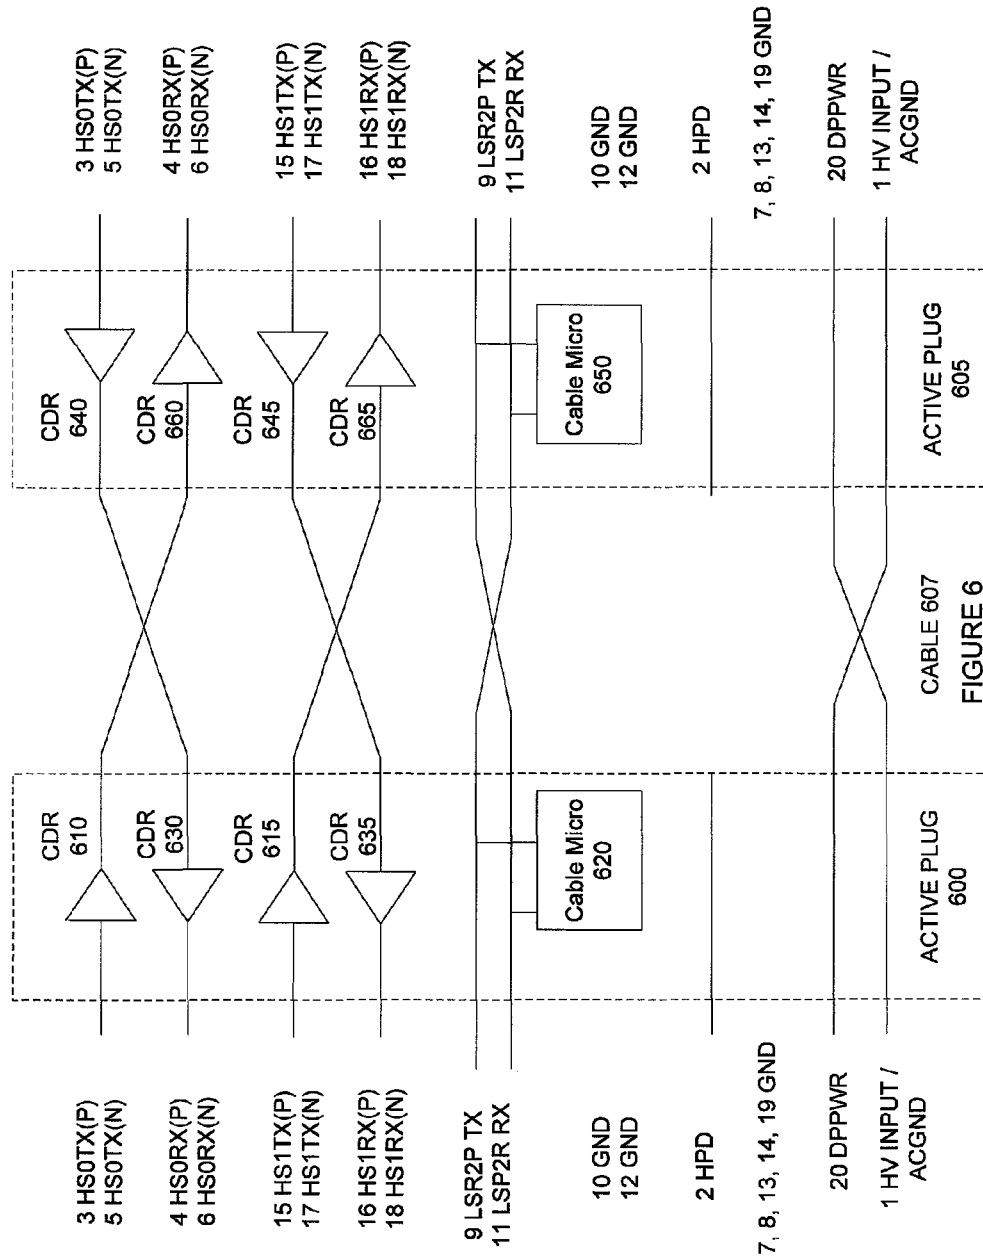 3 HS0TX(P)
5 HS0TX(N)
4 HS0RX(P)
6 HS0RX(N)
15 HS1TX(P)
17 HS1TX(N)
16 HS1RX(P)
18 HS1RX(N)
9 LSR2P TX
11 LSP2R RX
10 GND
12 GND
2 HPD
7, 8, 13, 14, 19 GND
20 DPPWR
1 HV INPUT /
ACGND
CDR
610
CDR
630
CDR
615
CDR
635
Cable Micro
620
ACTIVE PLUG
600
CABLE 607
FIGURE 6
CDR
640
CDR
660
CDR
645
CDR
665
Cable Micro
650
ACTIVE PLUG
605
3 HS0TX(P)
5 HS0TX(N)
4 HS0RX(P)
6 HS0RX(N)
15 HS1TX(P)
17 HS1TX(N)
16 HS1RX(P)
18 HS1RX(N)
9 LSR2P TX
11 LSP2R RX
10 GND
12 GND
2 HPD
7, 8, 13, 14, 19 GND
20 DPPWR
1 HV INPUT /
ACGND